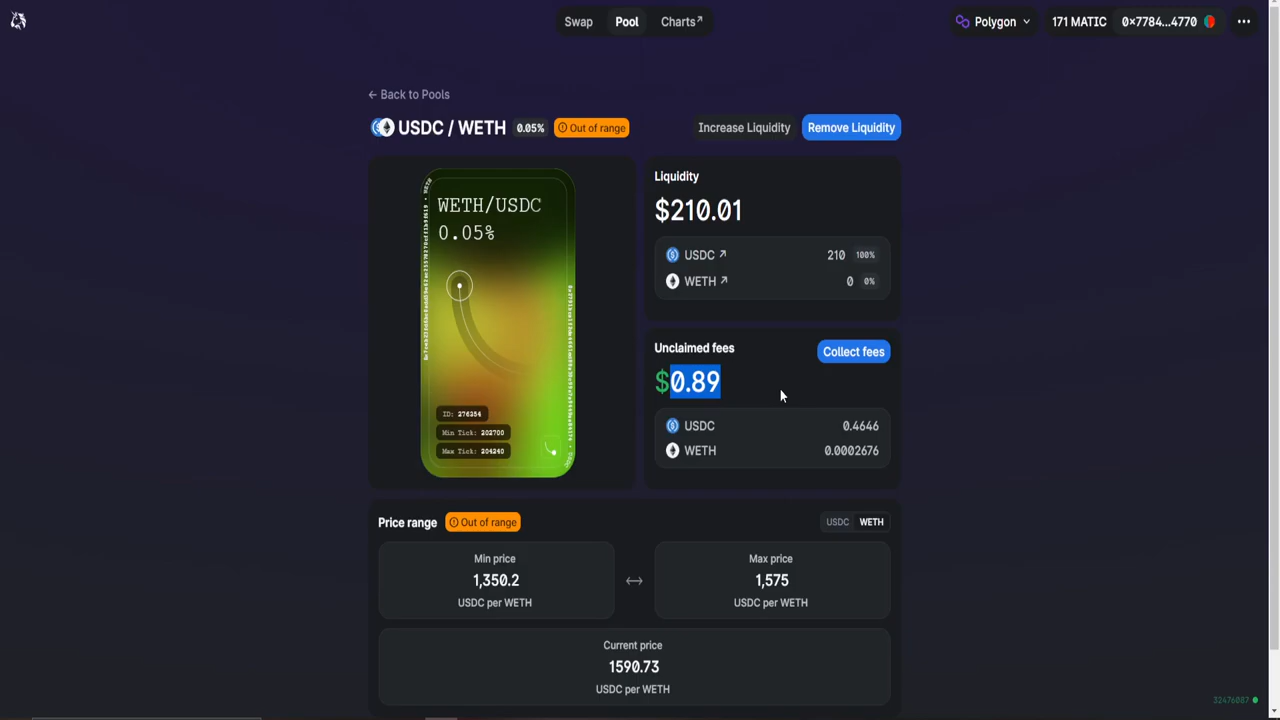 Swap Pool Charts↗ Polygon 171 MATIC 0×7784...4770
← Back to Pools
USDC / WETH 0.05% Out of range Increase Liquidity Remove Liquidity
WETH/USDC
0.05%
ID: 276254
Min Tick: 202700
Max Tick: 204240
Liquidity
$210.01
USDC ↗ 210 100%
WETH ↗ 0 0%
Unclaimed fees Collect fees
$0.89
USDC 0.4646
WETH 0.0002676
Price range Out of range USDC WETH
Min price
1,350.2
USDC per WETH
Max price
1,575
USDC per WETH
Current price
1590.73
USDC per WETH
32476087